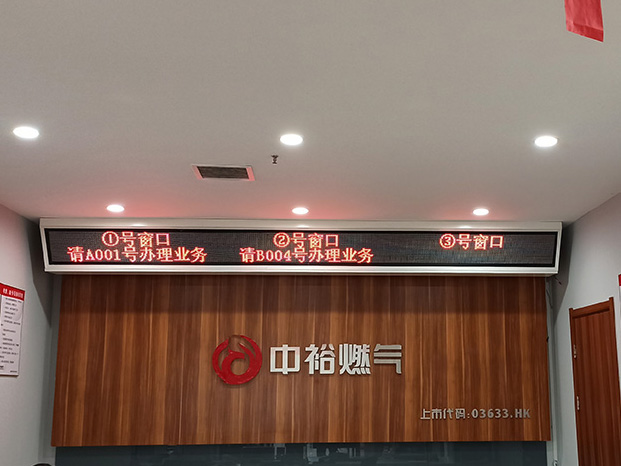 ①号窗口 ②号窗口 ③号窗口
请A001号办理业务 请B004号办理业务
中裕燃气
上市代码:03633.HK